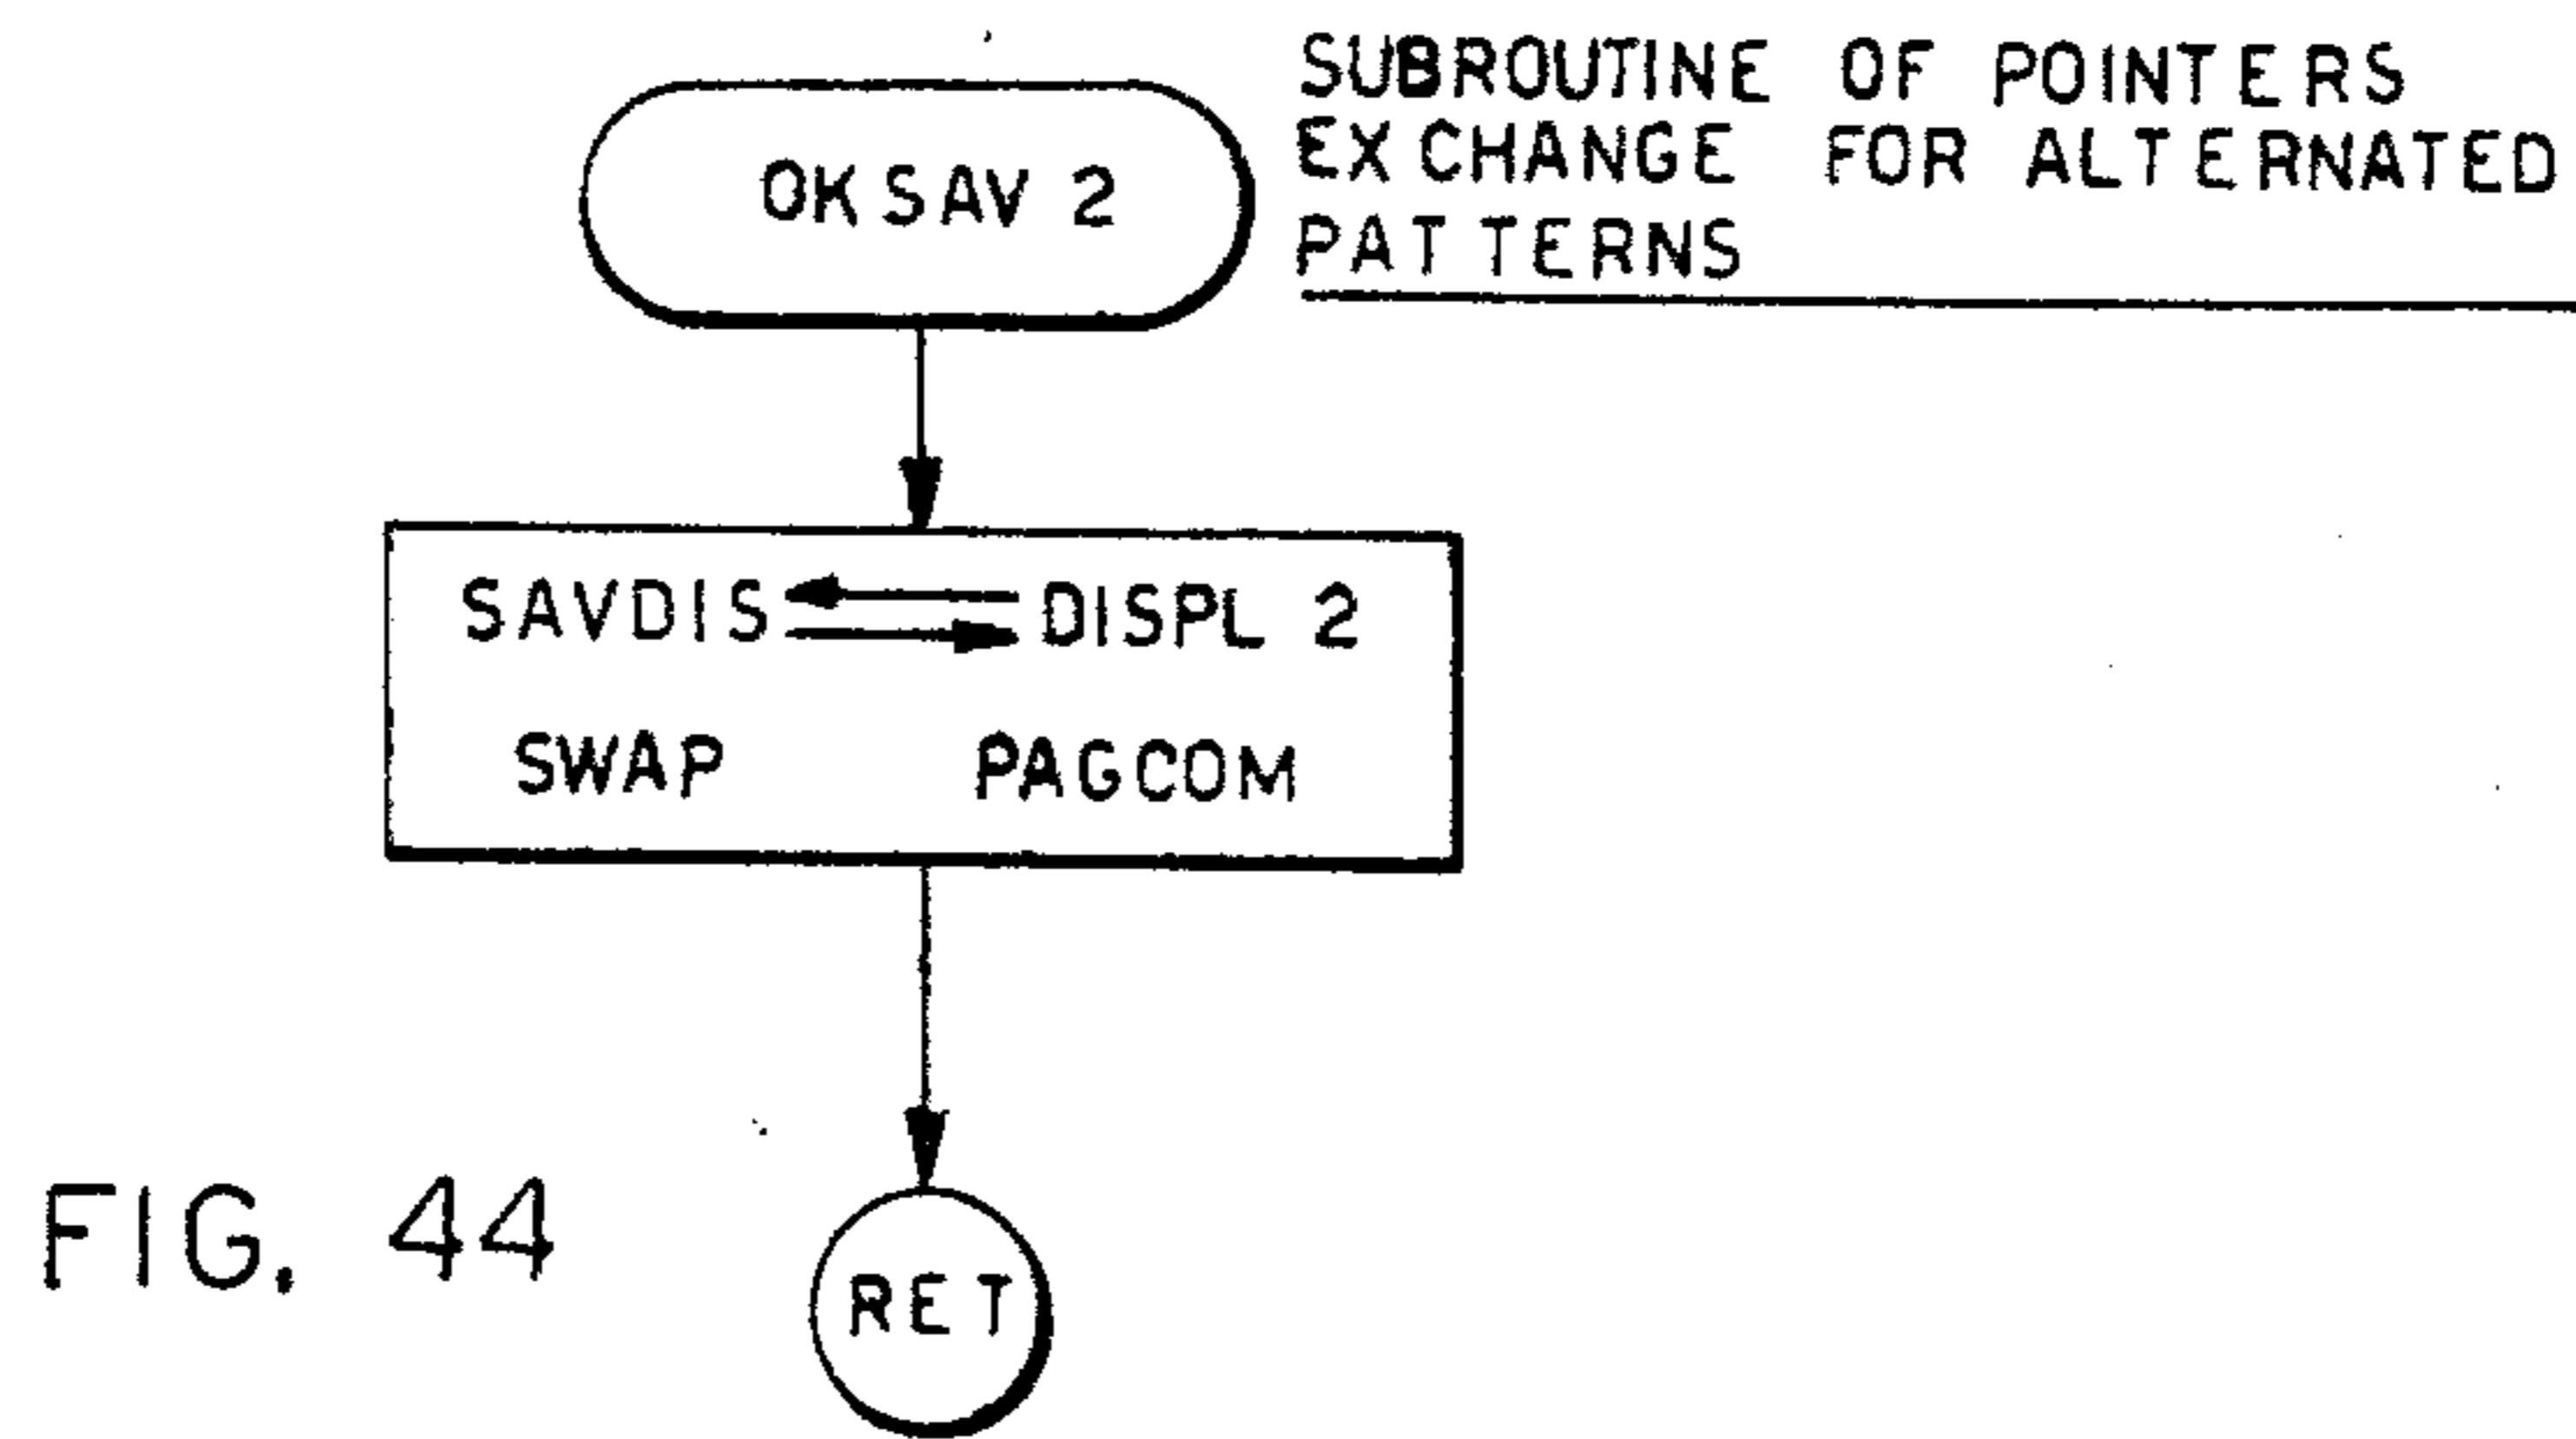 OKSAV 2
SUBROUTINE OF POINTERS
EXCHANGE FOR ALTERNATED
PATTERNS
SAVDIS DISPL 2
SWAP PAGCOM
RET
FIG. 44